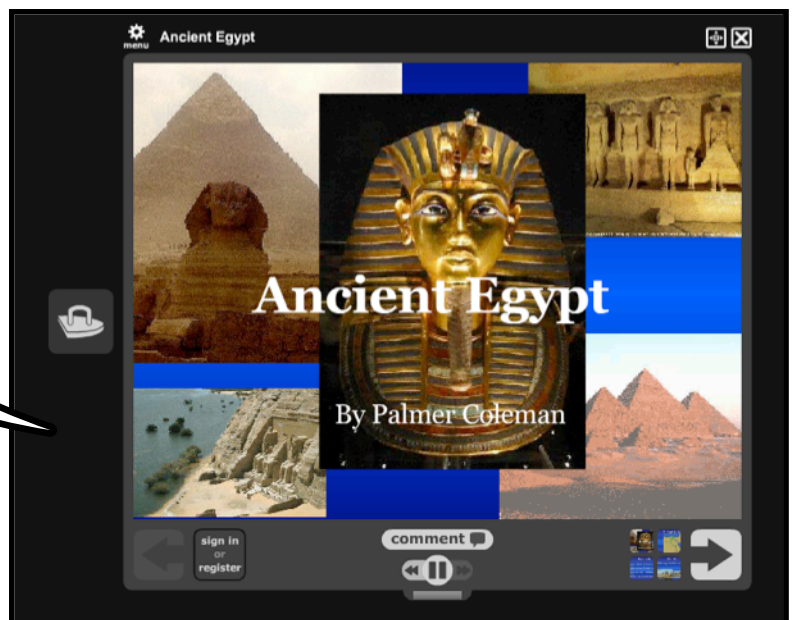 menu
Ancient Egypt
Ancient Egypt
By Palmer Coleman
sign in
or
register
comment